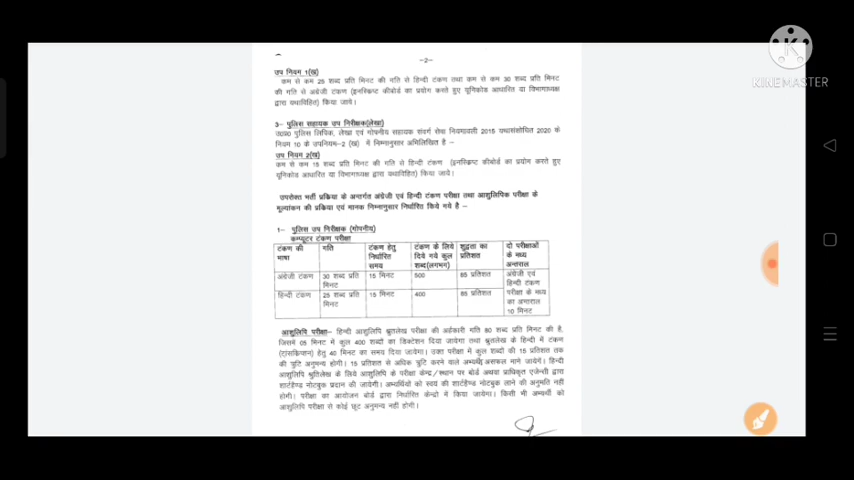 -2-
उप नियम 1(ख)
कम से कम 25 शब्द प्रति मिनट की गति से हिन्दी टंकण तथा कम से कम 30 शब्द प्रति मिनट
की गति से अंग्रेजी टंकण (इनस्क्रिप्ट कीबोर्ड का प्रयोग करते हुए यूनिकोड आधारित या विभागाध्यक्ष
द्वारा यथाविहित) किया जाये।
3- पुलिस सहायक उप निरीक्षक(लेखा)
उ0प्र0 पुलिस लिपिक, लेखा एवं गोपनीय सहायक संवर्ग सेवा नियमावली 2015 यथासंशोधित 2020 के
नियम 10 के उपनियम-2 (ख) में निम्नानुसार अभिलिखित है -
उप नियम 2(ख)
कम से कम 15 शब्द प्रति मिनट की गति से हिन्दी टंकण (इनस्क्रिप्ट कीबोर्ड का प्रयोग करते हुए
यूनिकोड आधारित या विभागाध्यक्ष द्वारा यथाविहित) किया जाये।
उपरोक्त भर्ती प्रक्रिया के अन्तर्गत अंग्रेजी एवं हिन्दी टंकण परीक्षा तथा आशुलिपिक परीक्षा के
मूल्यांकन की प्रक्रिया एवं मानक निम्नानुसार निर्धारित किये गये है -
1- पुलिस उप निरीक्षक (गोपनीय)
कम्प्यूटर टंकण परीक्षा
टंकण की भाषा गति टंकण हेतु निर्धारित समय टंकण के लिये दिये गये कुल शब्द(लगभग) शुद्धता का प्रतिशत दो परीक्षाओं के मध्य अन्तराल
अंग्रेजी टंकण 30 शब्द प्रति मिनट 15 मिनट 500 85 प्रतिशत अंग्रेजी एवं हिन्दी टंकण परीक्षा के मध्य का अन्तराल 10 मिनट
हिन्दी टंकण 25 शब्द प्रति मिनट 15 मिनट 400 85 प्रतिशत
आशुलिपि परीक्षा- हिन्दी आशुलिपि श्रुतलेख परीक्षा की अर्हकारी गति 80 शब्द प्रति मिनट की है,
जिसमें 05 मिनट में कुल 400 शब्दों का डिक्टेशन दिया जायेगा तथा श्रुतलेख के हिन्दी में टंकण
(ट्रांसक्रिप्शन) हेतु 40 मिनट का समय दिया जायेगा। उक्त परीक्षा में कुल शब्दों की 15 प्रतिशत तक
की त्रुटि अनुमन्य होगी। 15 प्रतिशत से अधिक त्रुटि करने वाले अभ्यर्थी असफल माने जायेगें। हिन्दी
आशुलिपि श्रुतलेख के लिये आशुलिपि के परीक्षा केन्द्र/स्थान पर बोर्ड अथवा प्राधिकृत एजेन्सी द्वारा
शार्टहैण्ड नोटबुक प्रदान की जायेगी। अभ्यर्थियों को स्वयं की शार्टहैण्ड नोटबुक लाने की अनुमति नहीं
होगी। परीक्षा का आयोजन बोर्ड द्वारा निर्धारित केन्द्रों में किया जायेगा। किसी भी अभ्यर्थी को
आशुलिपि परीक्षा से कोई छूट अनुमन्य नहीं होगी।
KINEMASTER